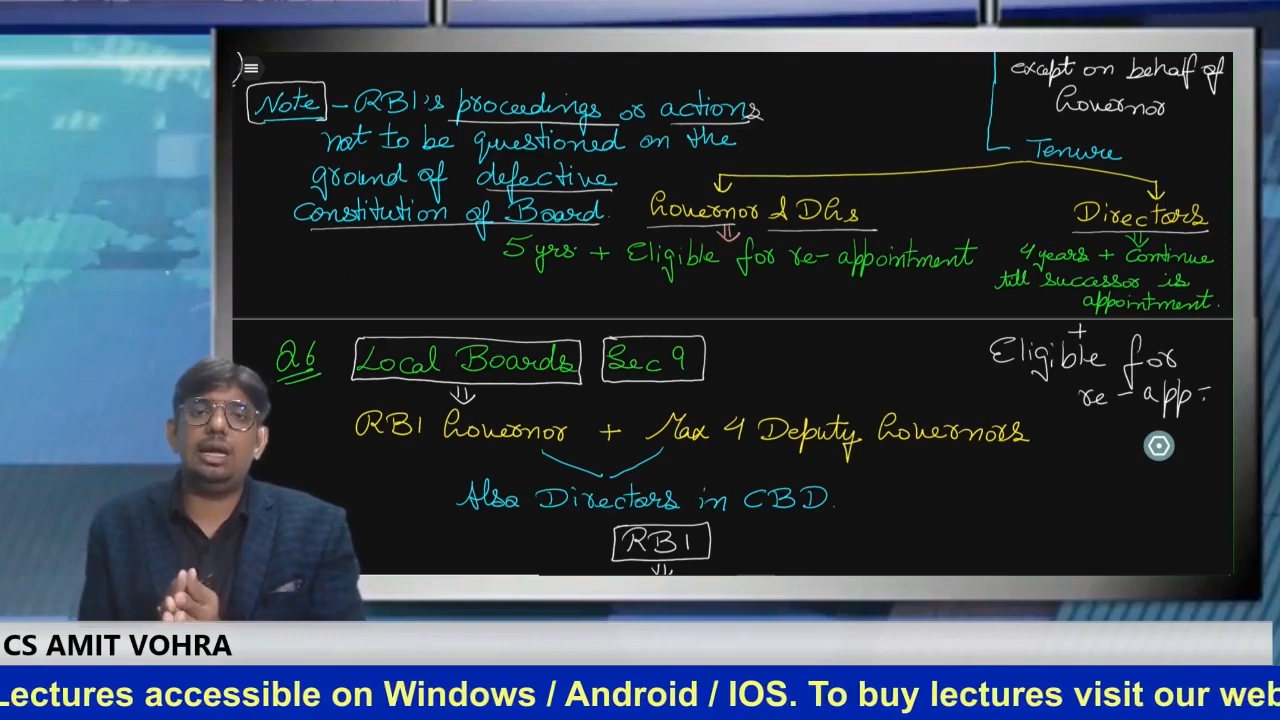 except on behalf of
Governor
Note - RBI's proceedings or actions
not to be questioned on the
ground of defective
Constitution of Board.
Tenure
Governor & DGs
Directors
5 yrs + Eligible for re-appointment
4 years + Continue
till successor is
appointment.
+
Eligible for
re-app:
Q6 Local Boards Sec 9
RBI Governor + Max 4 Deputy Governors
Also Directors in CBD.
RBI
CS AMIT VOHRA
Lectures accessible on Windows / Android / IOS. To buy lectures visit our web